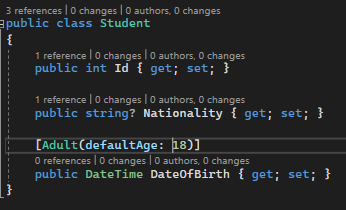 3 references | 0 changes | 0 authors, 0 changes
public class Student
{
1 reference | 0 changes | 0 authors, 0 changes
public int Id { get; set; }
1 reference | 0 changes | 0 authors, 0 changes
public string? Nationality { get; set; }
[Adult(defaultAge: 18)]
0 references | 0 changes | 0 authors, 0 changes
public DateTime DateOfBirth { get; set; }
}